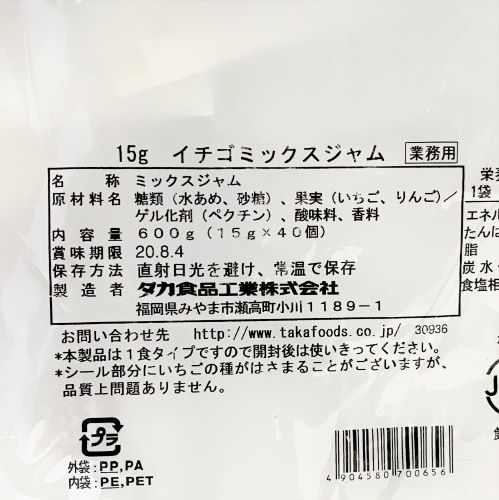 15g イチゴミックスジャム 業務用
名称 ミックスジャム
原材料名 糖類（水あめ、砂糖）、果実（いちご、りんご）／
ゲル化剤（ペクチン）、酸味料、香料
内容量 600g（15g×40個）
賞味期限 20.8.4
保存方法 直射日光を避け、常温で保存
製造者 タカ食品工業株式会社
福岡県みやま市瀬高町小川1189-1
お問い合わせ先 http://www.takafoods.co.jp/ 30936
*本製品は1食タイプですので開封後は使いきってください。
*シール部分にいちごの種がはさまることがございますが、
品質上問題ありません。
プラ
外袋:PP,PA
内袋:PE,PET
4904580700656
1袋
エネル
たんぱ
脂
炭水
食塩相